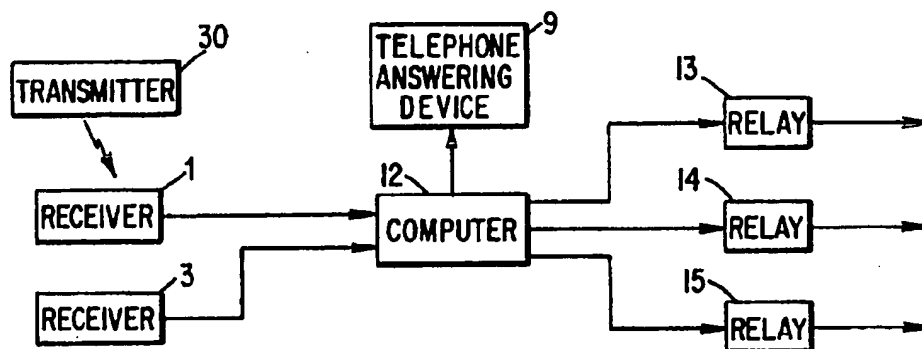 30
TRANSMITTER
9
TELEPHONE
ANSWERING
DEVICE
13
RELAY
1
RECEIVER
12
COMPUTER
14
RELAY
3
RECEIVER
15
RELAY